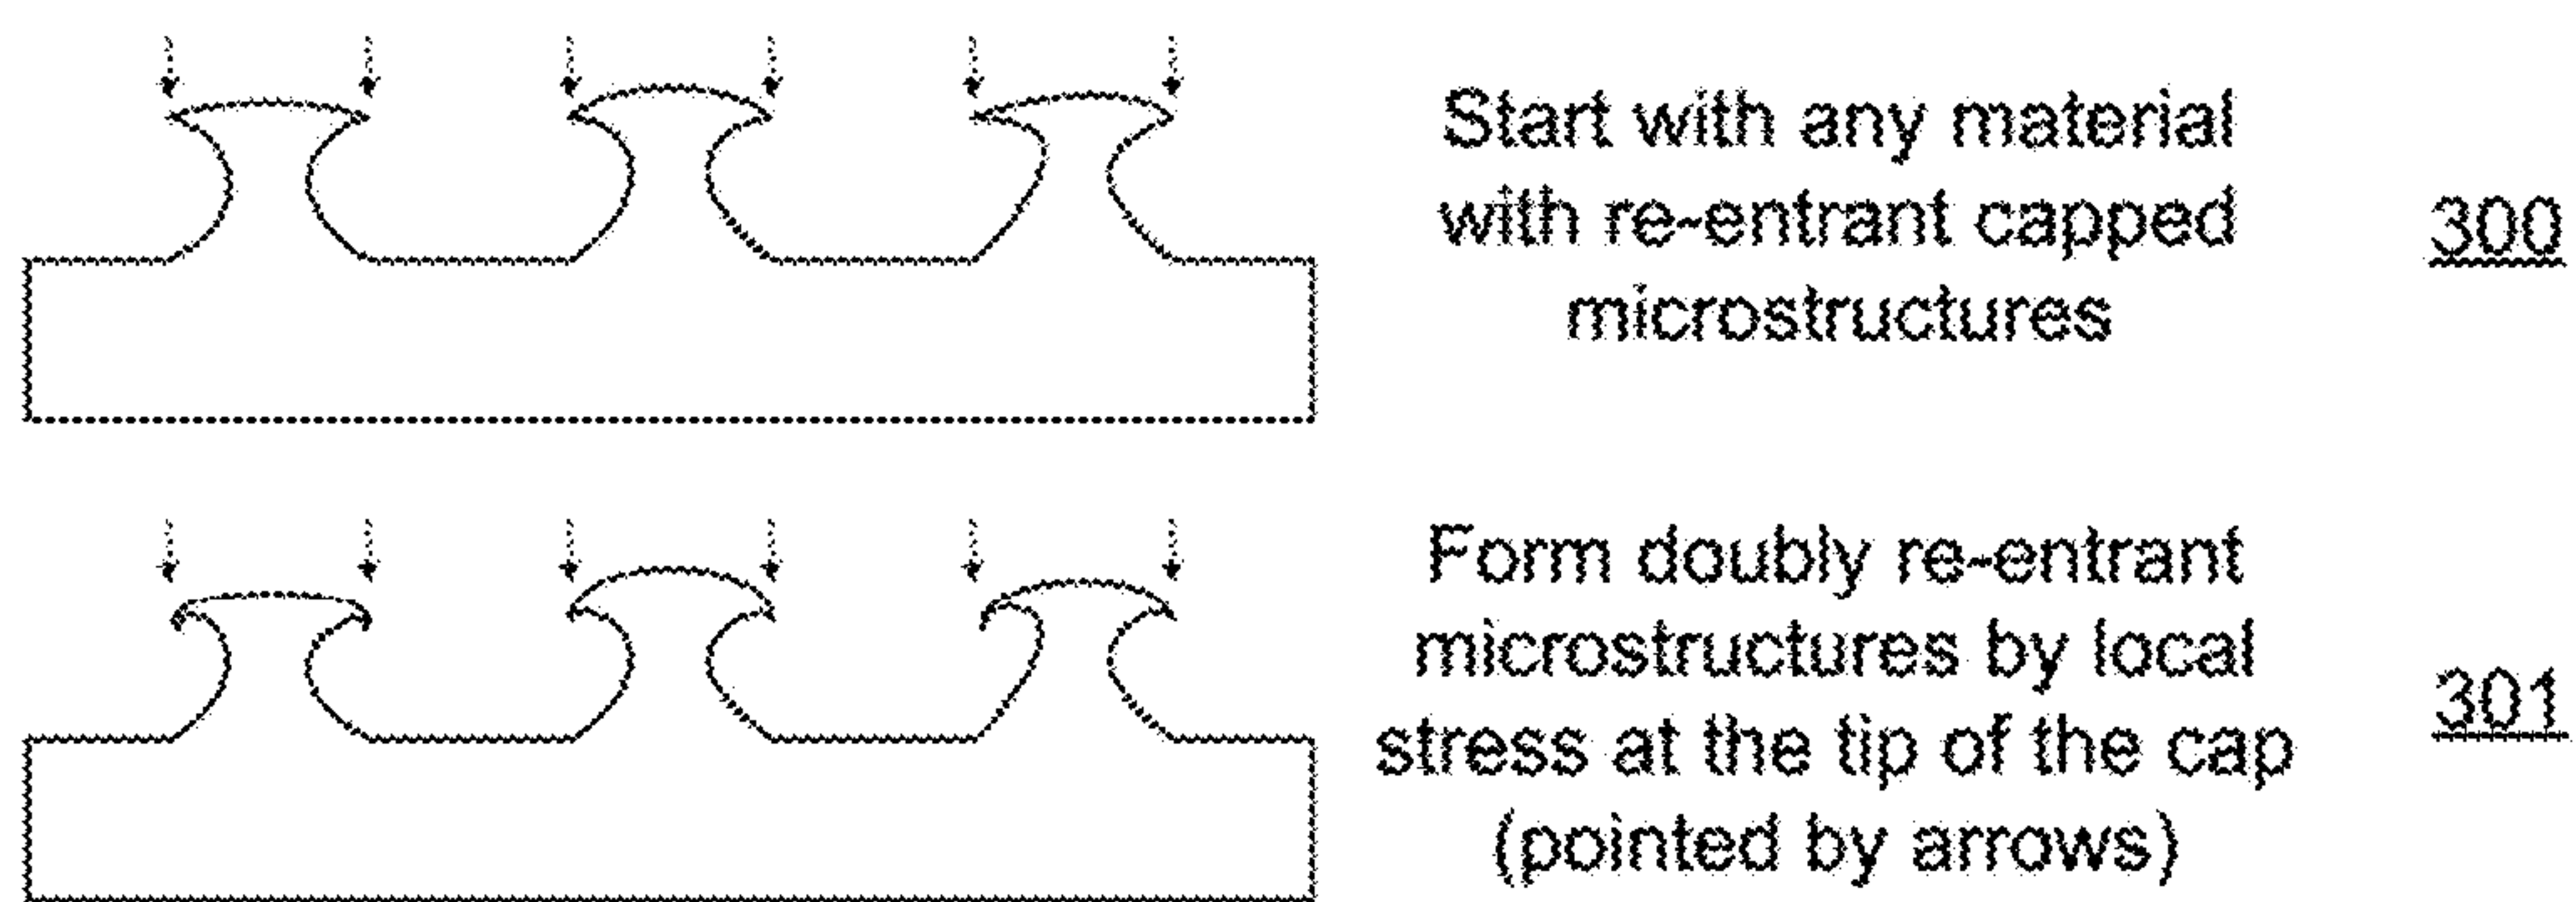 Start with any material
with re-entrant capped
microstructures
300
Form doubly re-entrant
microstructures by local
stress at the tip of the cap
(pointed by arrows)
301